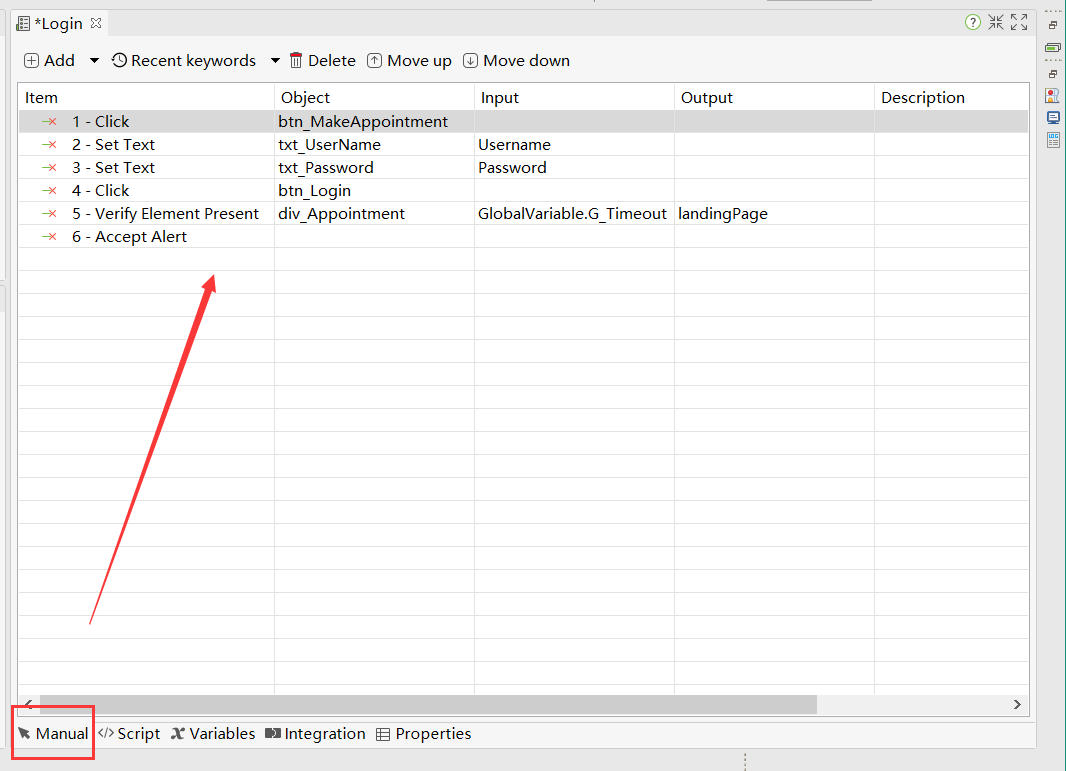 *Login
Add Recent keywords Delete Move up Move down
Item Object Input Output Description
1 - Click btn_MakeAppointment
2 - Set Text txt_UserName Username
3 - Set Text txt_Password Password
4 - Click btn_Login
5 - Verify Element Present div_Appointment GlobalVariable.G_Timeout landingPage
6 - Accept Alert
Manual Script Variables Integration Properties